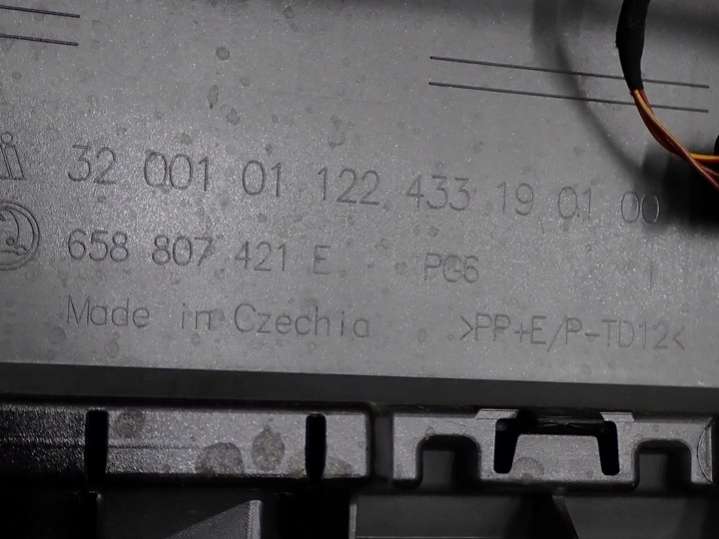 32 001 01 122 433 19 01 00
658 807 421 E PG6
Made in Czechia >PP+E/P-TD12<